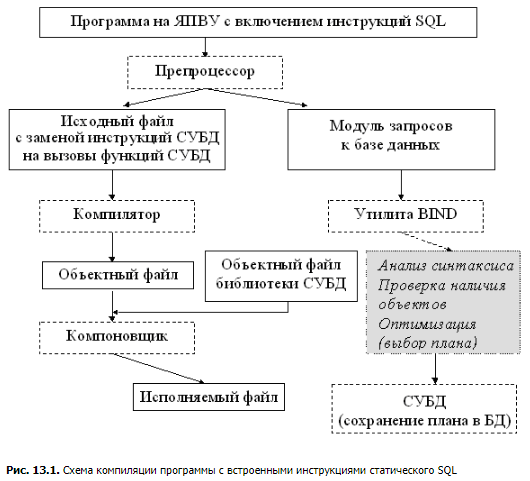 Программа на ЯПВУ с включением инструкций SQL
Препроцессор
Исходный файл
с заменой инструкций СУБД
на вызовы функций СУБД
Модуль запросов
к базе данных
Компилятор
Утилита BIND
Объектный файл
Объектный файл
библиотеки СУБД
Анализ синтаксиса
Проверка наличия
объектов
Оптимизация
(выбор плана)
Компоновщик
Исполняемый файл
СУБД
(сохранение плана в БД)
Рис. 13.1. Схема компиляции программы с встроенными инструкциями статического SQL